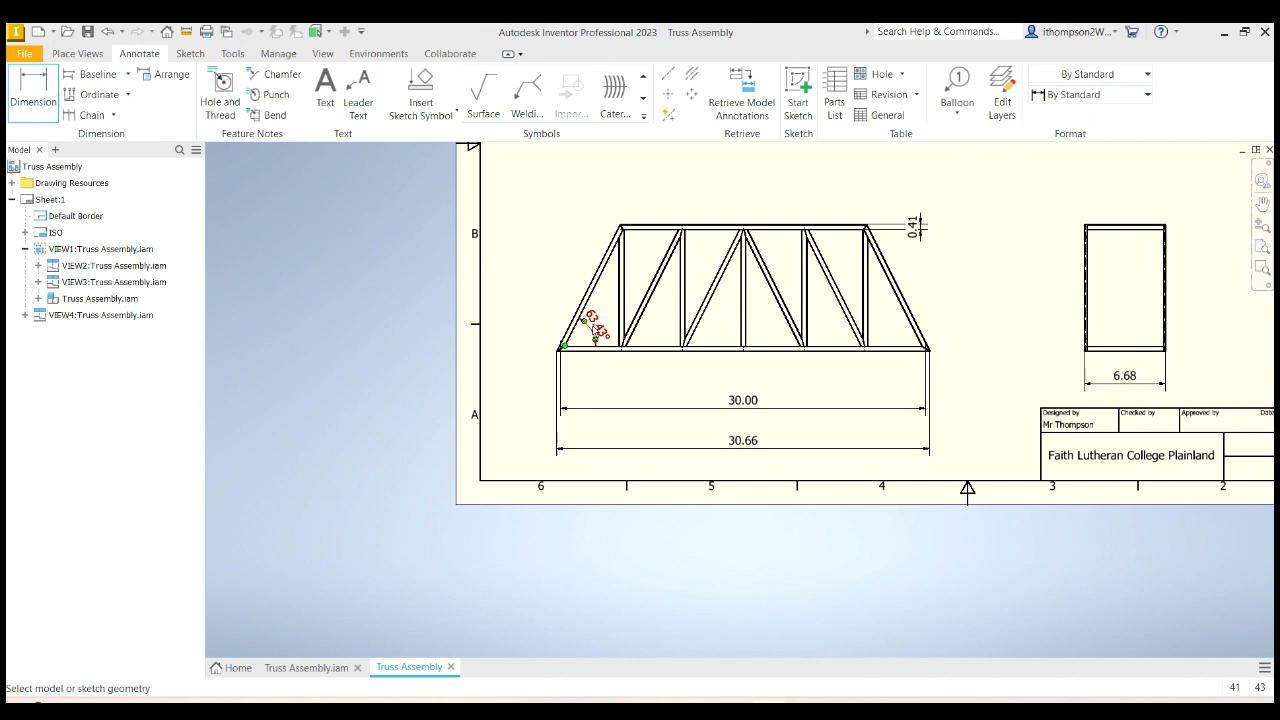 Autodesk Inventor Professional 2023 Truss Assembly
Search Help & Commands...
ithompson2W...
File Place Views Annotate Sketch Tools Manage View Environments Collaborate
Dimension
Baseline
Arrange
Ordinate
Chain
Dimension
Hole and Thread
Chamfer
Punch
Bend
Feature Notes
Text
Leader Text
Text
Insert Sketch Symbol
Surface
Weldi...
Impor...
Cater...
Symbols
Retrieve Model Annotations
Retrieve
Start Sketch
Sketch
Parts List
Hole
Revision
General
Table
Balloon
Edit Layers
By Standard
By Standard
Format
Model
Truss Assembly
Drawing Resources
Sheet:1
Default Border
ISO
VIEW1:Truss Assembly.iam
VIEW2:Truss Assembly.iam
VIEW3:Truss Assembly.iam
Truss Assembly.iam
VIEW4:Truss Assembly.iam
B
A
0.41
63.43°
30.00
30.66
6.68
Designed by
Mr Thompson
Checked by
Approved by
Date
Faith Lutheran College Plainland
6 5 4 3 2
Home Truss Assembly.iam Truss Assembly
Select model or sketch geometry
41 43